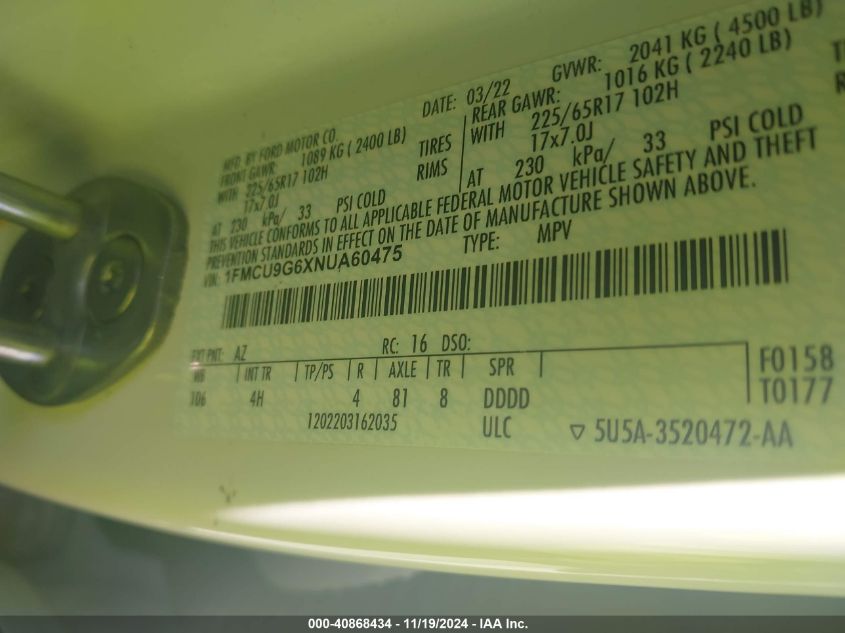 MFD. BY FORD MOTOR CO.
DATE: 03/22 GVWR: 2041 KG ( 4500 LB)
FRONT GAWR: 1089 KG ( 2400 LB) REAR GAWR: 1016 KG ( 2240 LB)
WITH 225/65R17 102H TIRES WITH 225/65R17 102H
17x7.0J RIMS 17x7.0J
AT 230 kPa/ 33 PSI COLD AT 230 kPa/ 33 PSI COLD
THIS VEHICLE CONFORMS TO ALL APPLICABLE FEDERAL MOTOR VEHICLE SAFETY AND THEFT
PREVENTION STANDARDS IN EFFECT ON THE DATE OF MANUFACTURE SHOWN ABOVE.
VIN: 1FMCU9G6XNUA60475 TYPE: MPV
EXT PNT: AZ RC: 16 DSO:
WB INT TR TP/PS R AXLE TR SPR F0158
106 4H 4 81 8 DDDD T0177
1202203162035 ULC ▽ 5U5A-3520472-AA
000-40868434 - 11/19/2024 - IAA Inc.